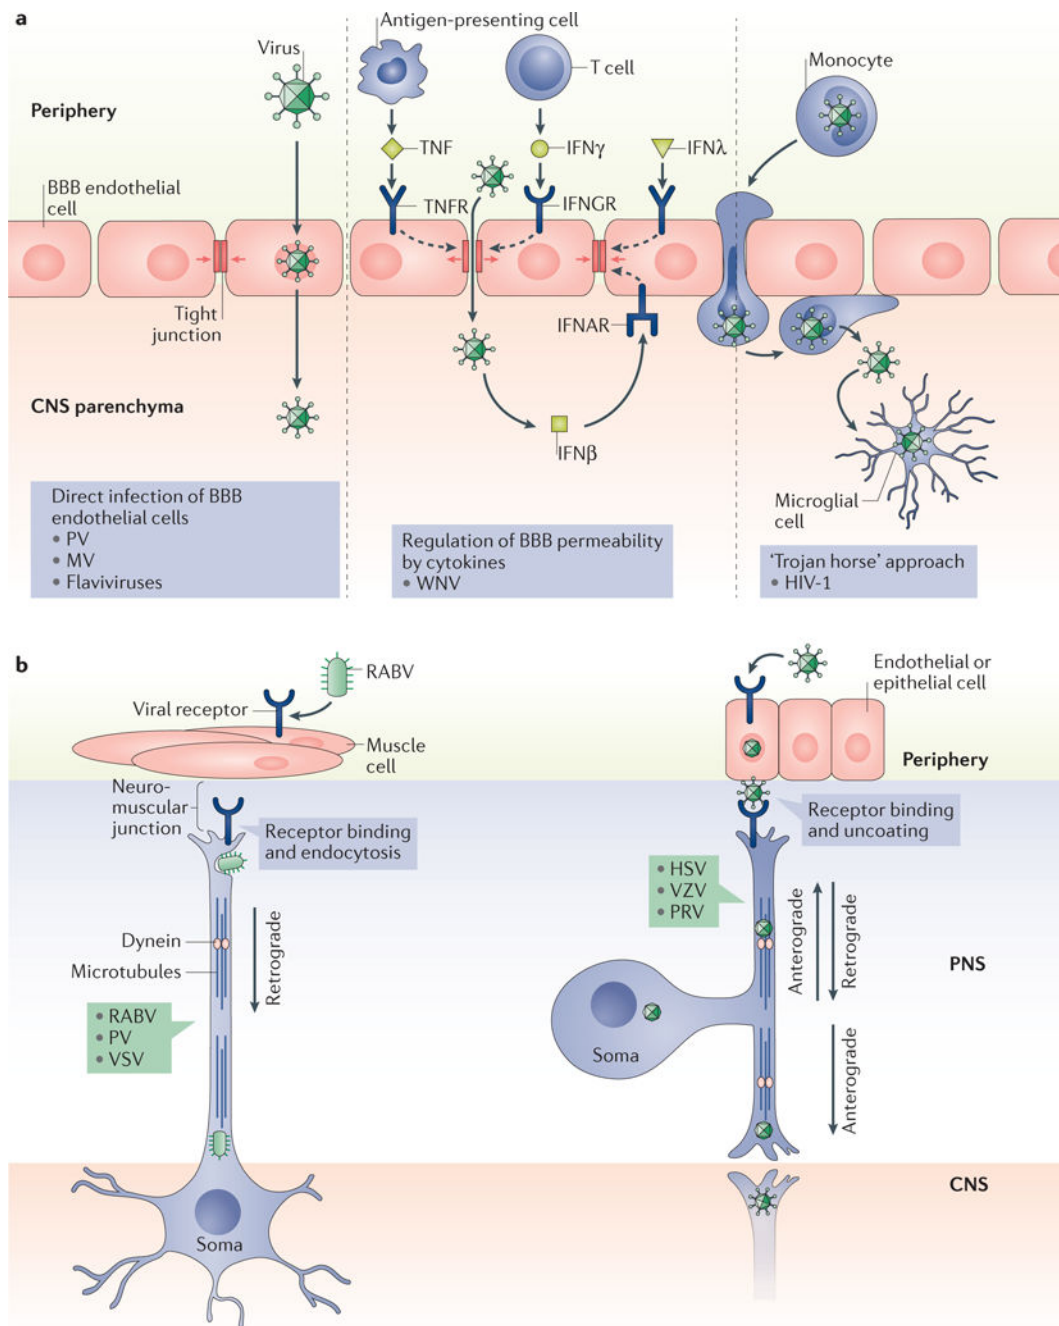 a
Virus
Antigen-presenting cell
T cell
Monocyte
Periphery
TNF
IFNγ
IFNλ
BBB endothelial
cell
TNFR
IFNGR
Tight
junction
IFNAR
CNS parenchyma
IFNβ
Microglial
cell
Direct infection of BBB
endothelial cells
• PV
• MV
• Flaviviruses
Regulation of BBB permeability
by cytokines
• WNV
'Trojan horse' approach
• HIV-1
b
RABV
Viral receptor
Muscle
cell
Neuro-
muscular
junction
Receptor binding
and endocytosis
Dynein
Microtubules
Retrograde
• RABV
• PV
• VSV
Soma
Endothelial or
epithelial cell
Periphery
Receptor binding
and uncoating
• HSV
• VZV
• PRV
Anterograde
Retrograde
PNS
Soma
Anterograde
CNS